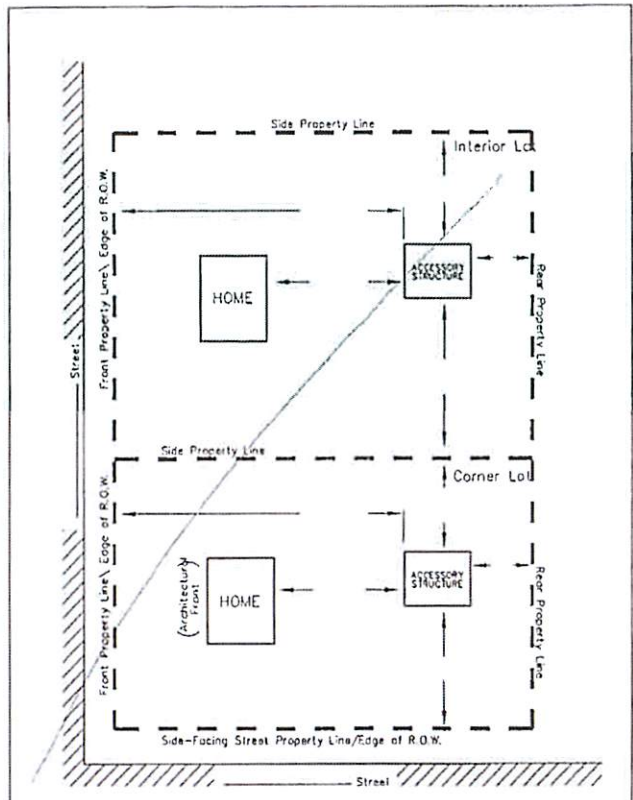 Side Property Line
Interior Lo
Front Property Line\ Edge of R.O.W.
HOME
ACCESSORY
STRUCTURE
Rear Property Line
Street
Side Property Line
Corner Lot
Front Property Line\ Edge of R.O.W.
(Architectural
Front)
HOME
ACCESSORY
STRUCTURE
Rear Property Line
Side-Facing Street Property Line/Edge of R.O.W.
Street